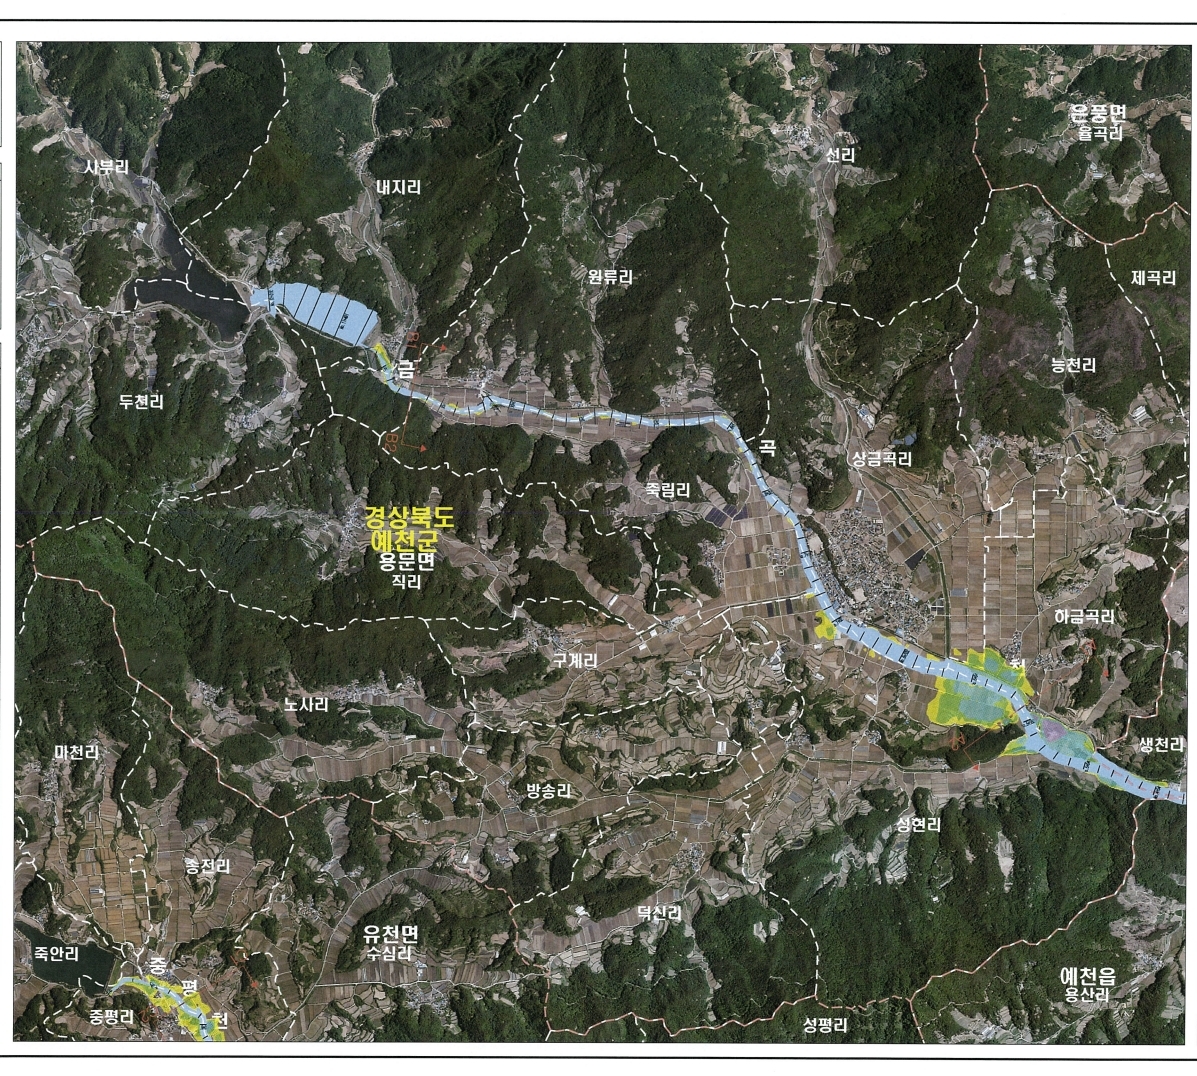 은풍면
율곡리
선리
사부리
내지리
원류리
제곡리
능천리
금
두천리
곡
상금곡리
죽림리
경상북도
예천군
용문면
직리
하금곡리
구계리
천
노사리
생천리
마천리
방송리
성현리
송전리
덕신리
유천면
수심리
죽안리
중
평
예천읍
용산리
중평리
천
성평리